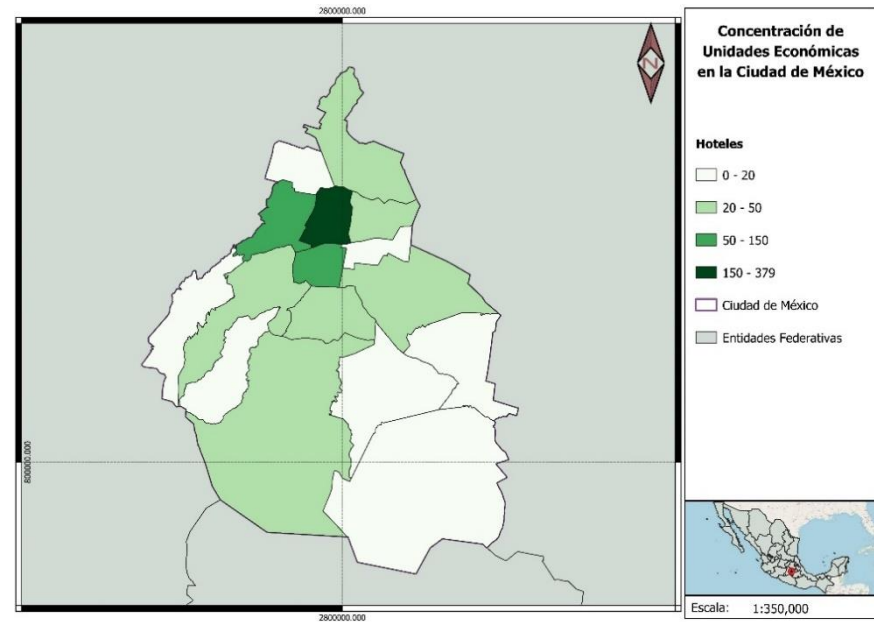 2800000.000
Concentración de
Unidades Económicas
en la Ciudad de México
N
Hoteles
0 - 20
20 - 50
50 - 150
150 - 379
Ciudad de México
Entidades Federativas
800000.000
Escala: 1:350,000
2800000.000